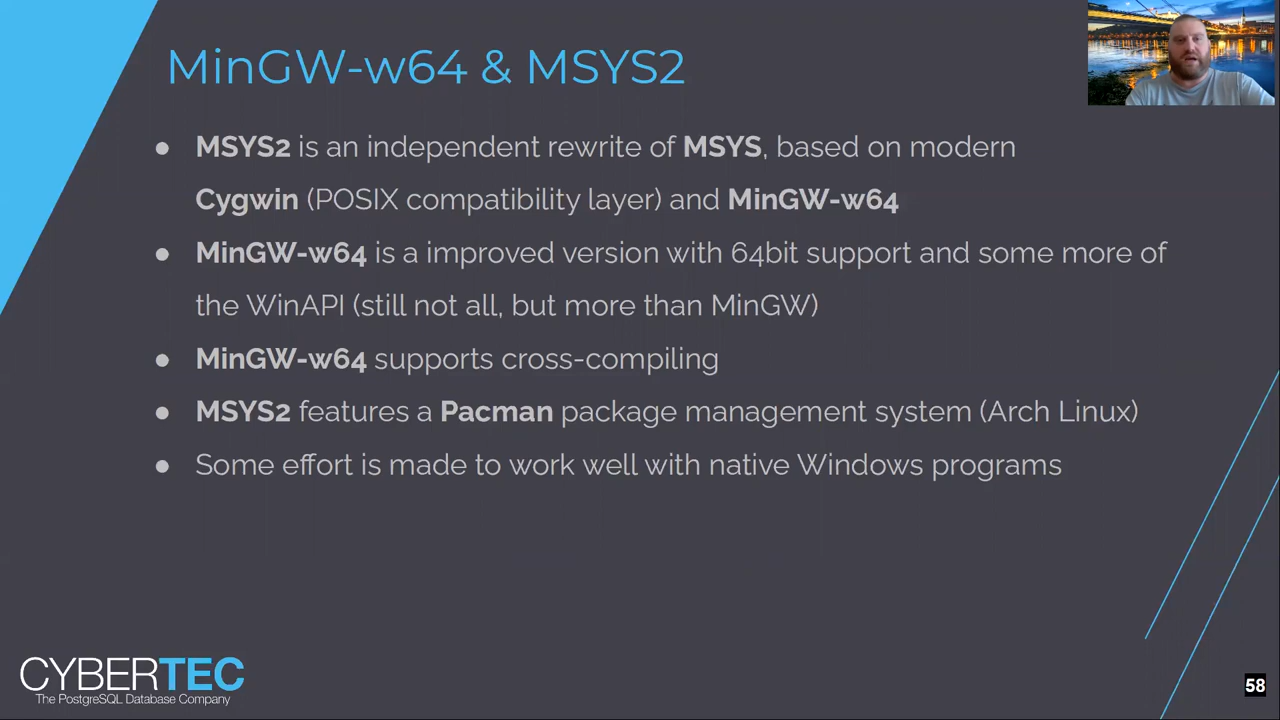 MinGW-w64 & MSYS2
● MSYS2 is an independent rewrite of MSYS, based on modern
Cygwin (POSIX compatibility layer) and MinGW-w64
● MinGW-w64 is a improved version with 64bit support and some more of
the WinAPI (still not all, but more than MinGW)
● MinGW-w64 supports cross-compiling
● MSYS2 features a Pacman package management system (Arch Linux)
● Some effort is made to work well with native Windows programs
CYBERTEC
The PostgreSQL Database Company
58